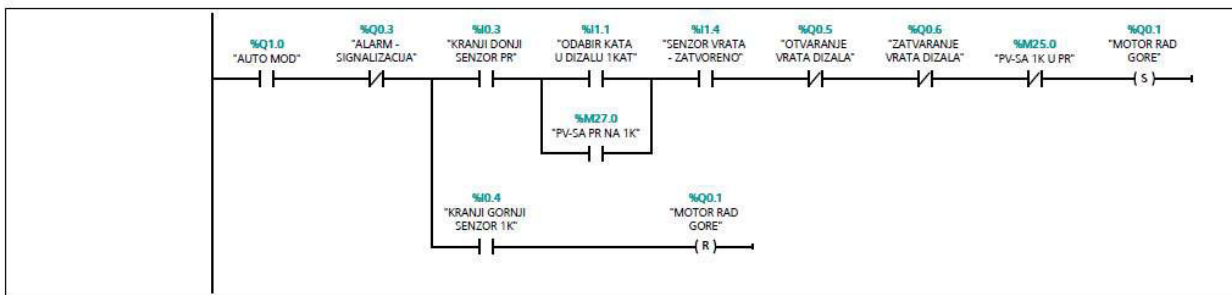 %Q1.0
"AUTO MOD"
%Q0.3
"ALARM -
SIGNALIZACIJA"
%I0.3
"KRANJI DONJI
SENZOR PR"
%I1.1
"ODABIR KATA
U DIZALU 1KAT"
%I1.4
"SENZOR VRATA
- ZATVORENO"
%Q0.5
"OTVARANJE
VRATA DIZALA"
%Q0.6
"ZATVARANJE
VRATA DIZALA"
%M25.0
"PV-SA 1K U PR"
%Q0.1
"MOTOR RAD
GORE"
S
%M27.0
"PV-SA PR NA 1K"
%I0.4
"KRANJI GORNJI
SENZOR 1K"
%Q0.1
"MOTOR RAD
GORE"
R